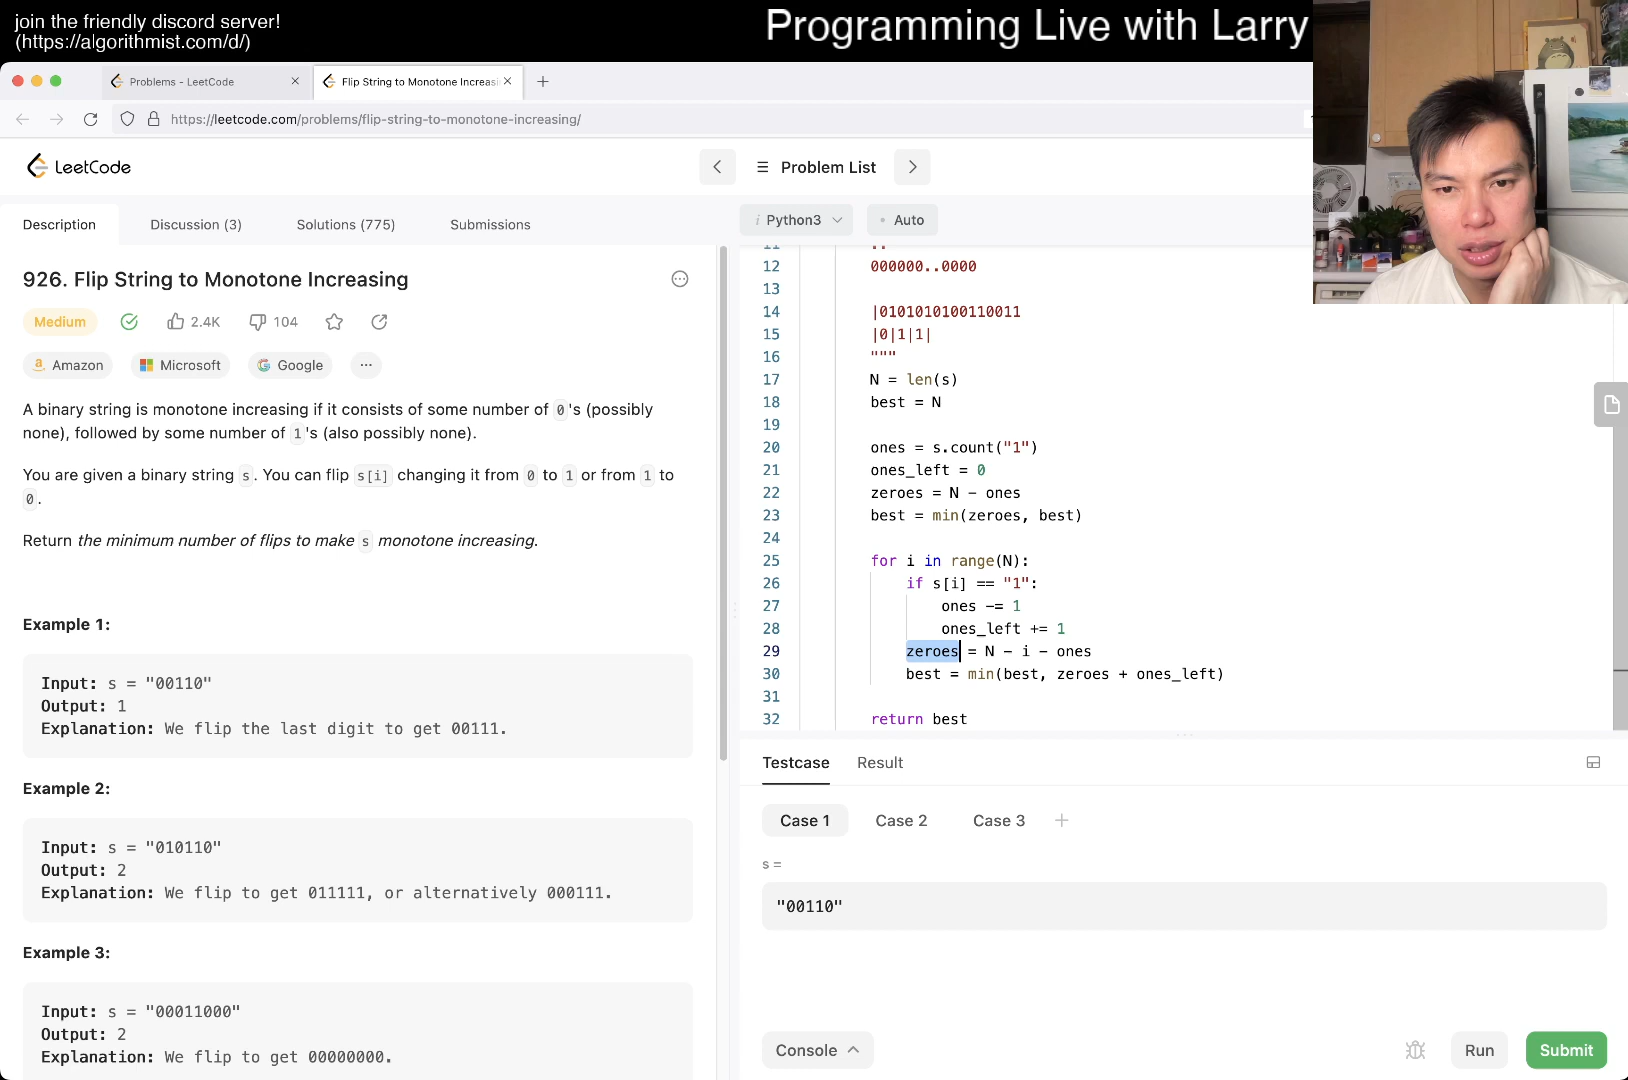 join the friendly discord server!
(https://algorithmist.com/d/)
Programming Live with Larry
Problems - LeetCode
Flip String to Monotone Increasi
https://leetcode.com/problems/flip-string-to-monotone-increasing/
LeetCode
Problem List
Description
Discussion (3)
Solutions (775)
Submissions
i Python3
Auto
926. Flip String to Monotone Increasing
Medium
2.4K
104
Amazon
Microsoft
Google
A binary string is monotone increasing if it consists of some number of 0's (possibly
none), followed by some number of 1's (also possibly none).
You are given a binary string s. You can flip s[i] changing it from 0 to 1 or from 1 to
0.
Return the minimum number of flips to make s monotone increasing.
Example 1:
Input: s = "00110"
Output: 1
Explanation: We flip the last digit to get 00111.
Example 2:
Input: s = "010110"
Output: 2
Explanation: We flip to get 011111, or alternatively 000111.
Example 3:
Input: s = "00011000"
Output: 2
Explanation: We flip to get 00000000.
12 000000..0000
13
14 |0101010100110011
15 |0|1|1|
16 """
17 N = len(s)
18 best = N
19
20 ones = s.count("1")
21 ones_left = 0
22 zeroes = N - ones
23 best = min(zeroes, best)
24
25 for i in range(N):
26 if s[i] == "1":
27 ones -= 1
28 ones_left += 1
29 zeroes = N - i - ones
30 best = min(best, zeroes + ones_left)
31
32 return best
Testcase
Result
Case 1
Case 2
Case 3
s =
"00110"
Console
Run
Submit